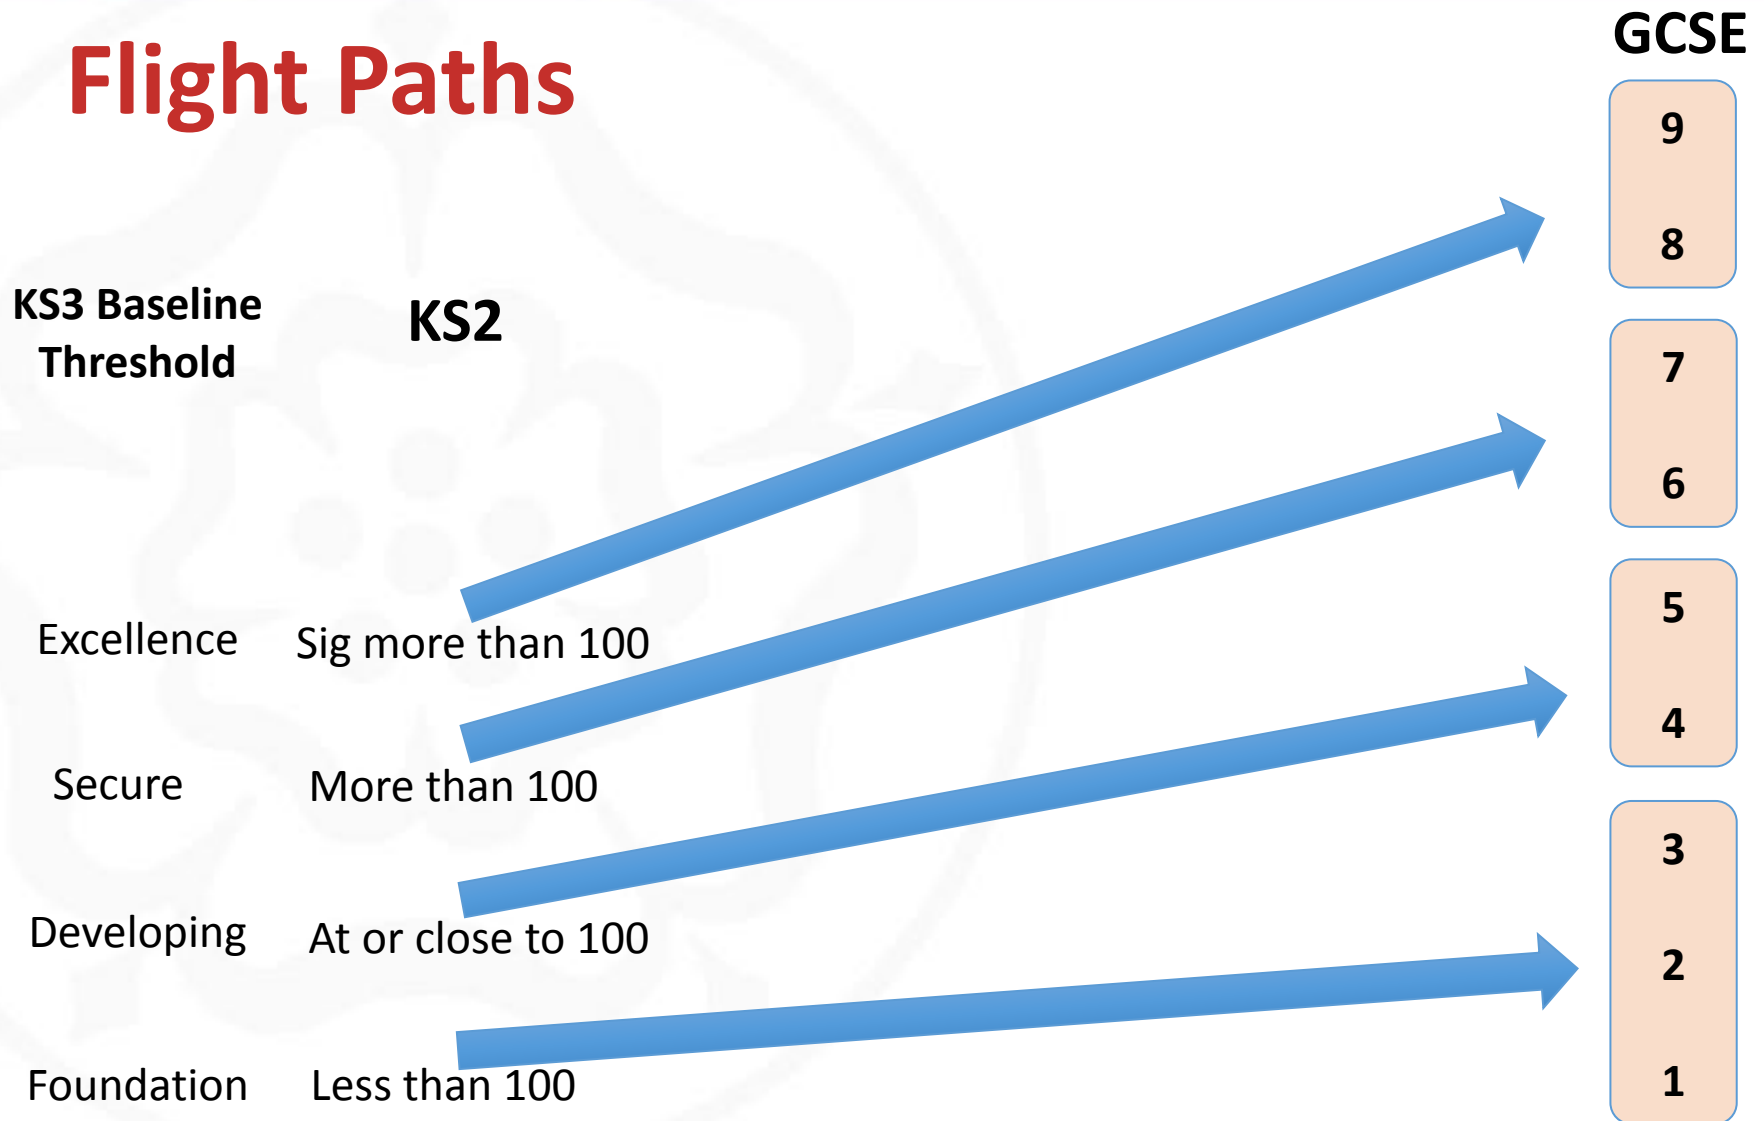 Flight Paths
GCSE
9
8
KS3 Baseline
Threshold
KS2
7
6
5
4
Excellence Sig more than 100
Secure More than 100
Developing At or close to 100
3
2
1
Foundation Less than 100